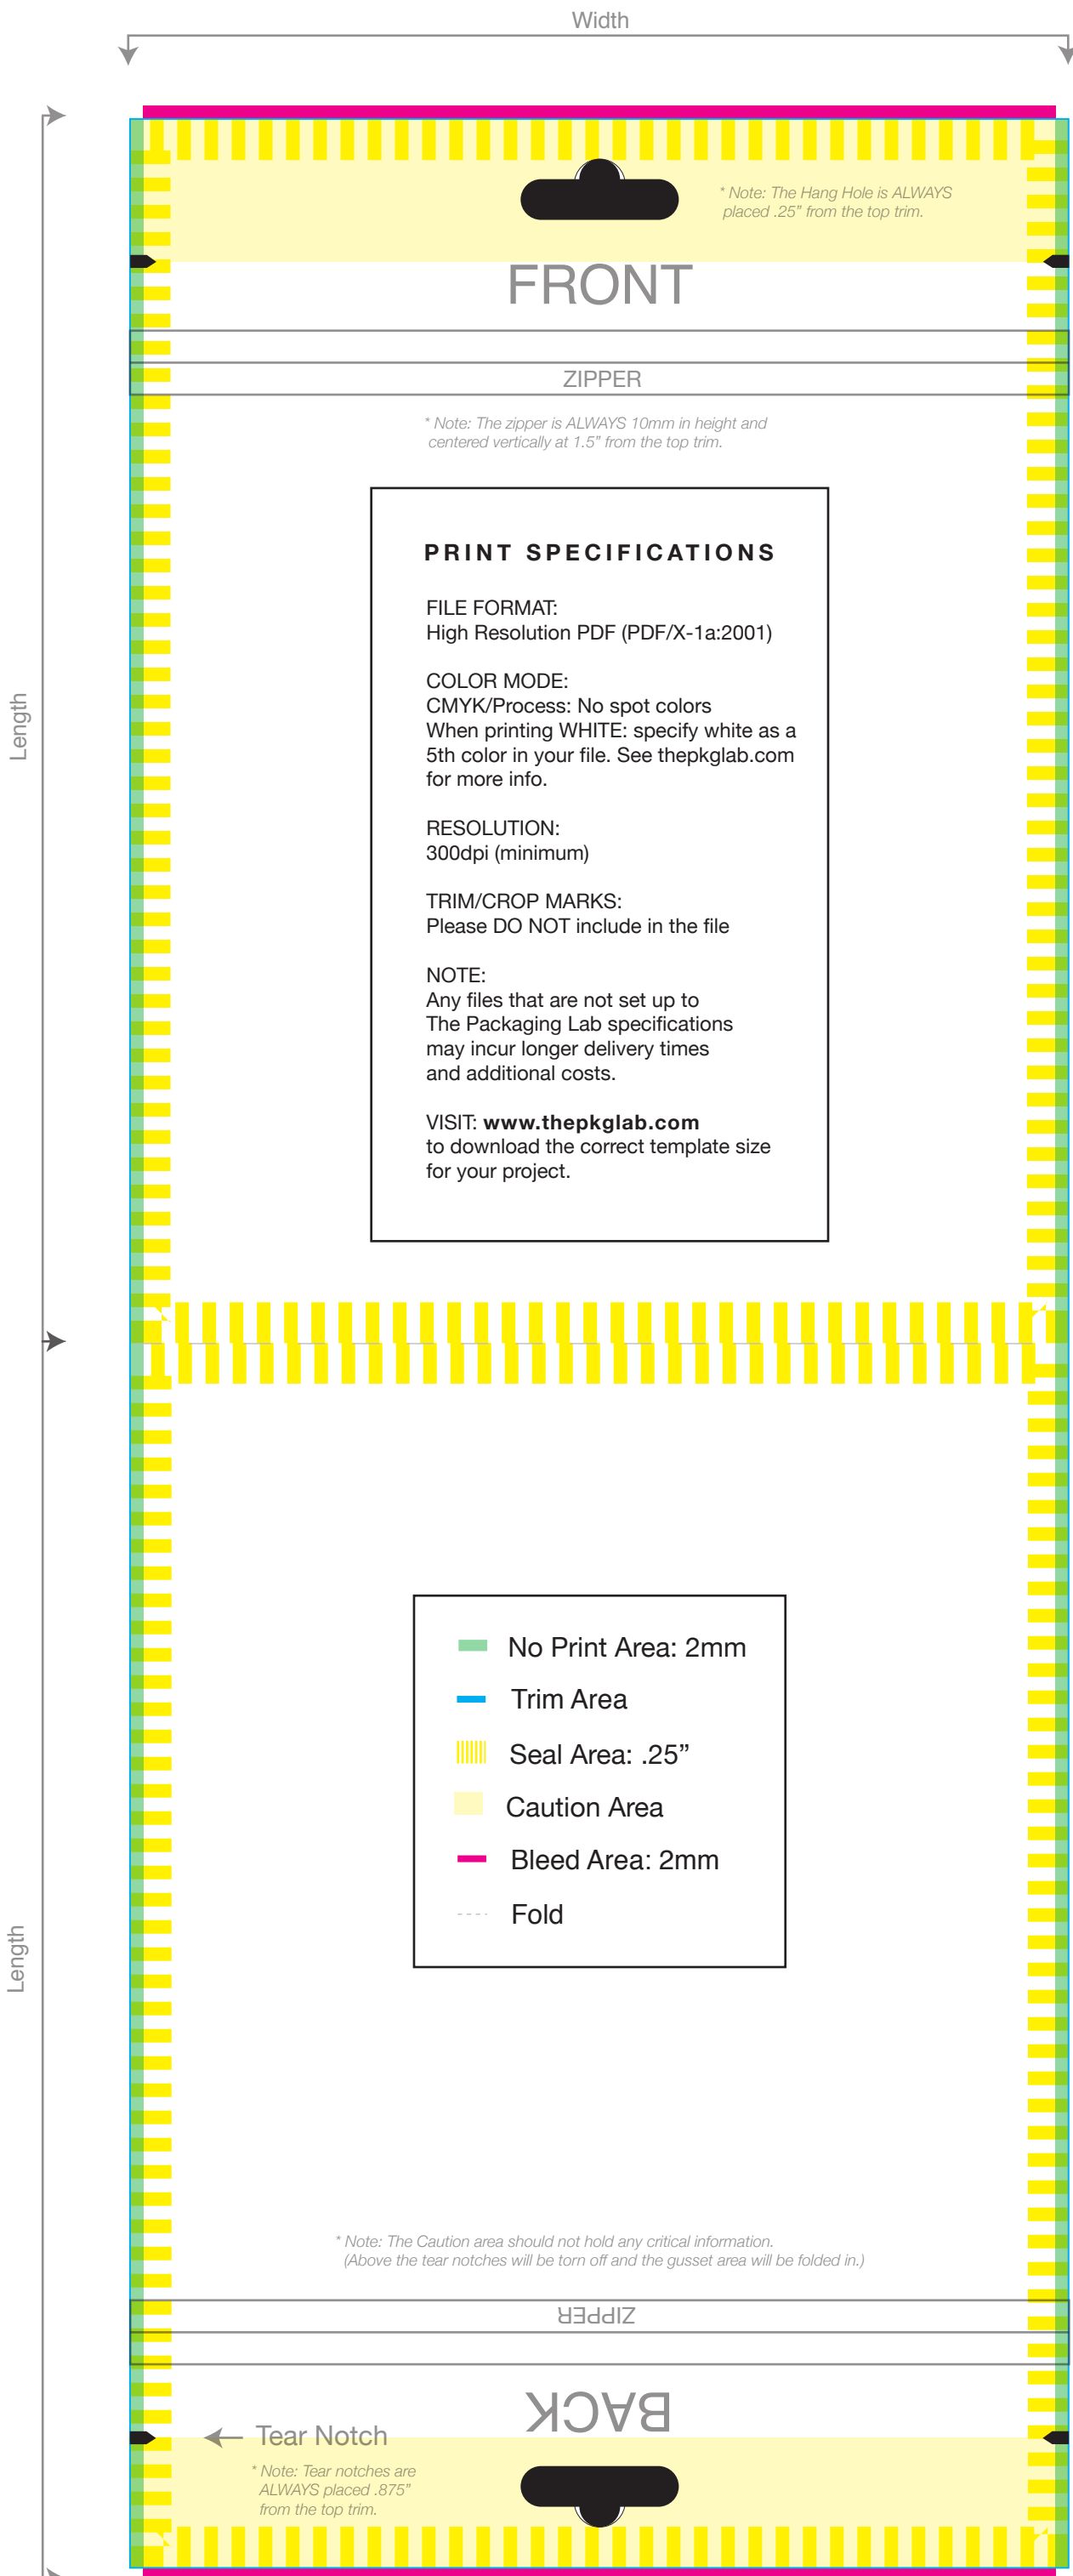 Width
* Note: The Hang Hole is ALWAYS
placed .25” from the top trim.
FRONT
ZIPPER
* Note: The zipper is ALWAYS 10mm in height and
centered vertically at 1.5” from the top trim.
PRINT SPECIFICATIONS
FILE FORMAT:
High Resolution PDF (PDF/X-1a:2001)
COLOR MODE:
CMYK/Process: No spot colors
When printing WHITE: specify white as a
5th color in your file. See thepkglab.com
for more info.
RESOLUTION:
300dpi (minimum)
TRIM/CROP MARKS:
Please DO NOT include in the file
NOTE:
Any files that are not set up to
The Packaging Lab specifications
may incur longer delivery times
and additional costs.
VISIT: www.thepkglab.com
to download the correct template size
for your project.
Length
No Print Area: 2mm
Trim Area
Seal Area: .25”
Caution Area
Bleed Area: 2mm
Fold
Length
* Note: The Caution area should not hold any critical information.
(Above the tear notches will be torn off and the gusset area will be folded in.)
ZIPPER
BACK
Tear Notch
* Note: Tear notches are
ALWAYS placed .875”
from the top trim.